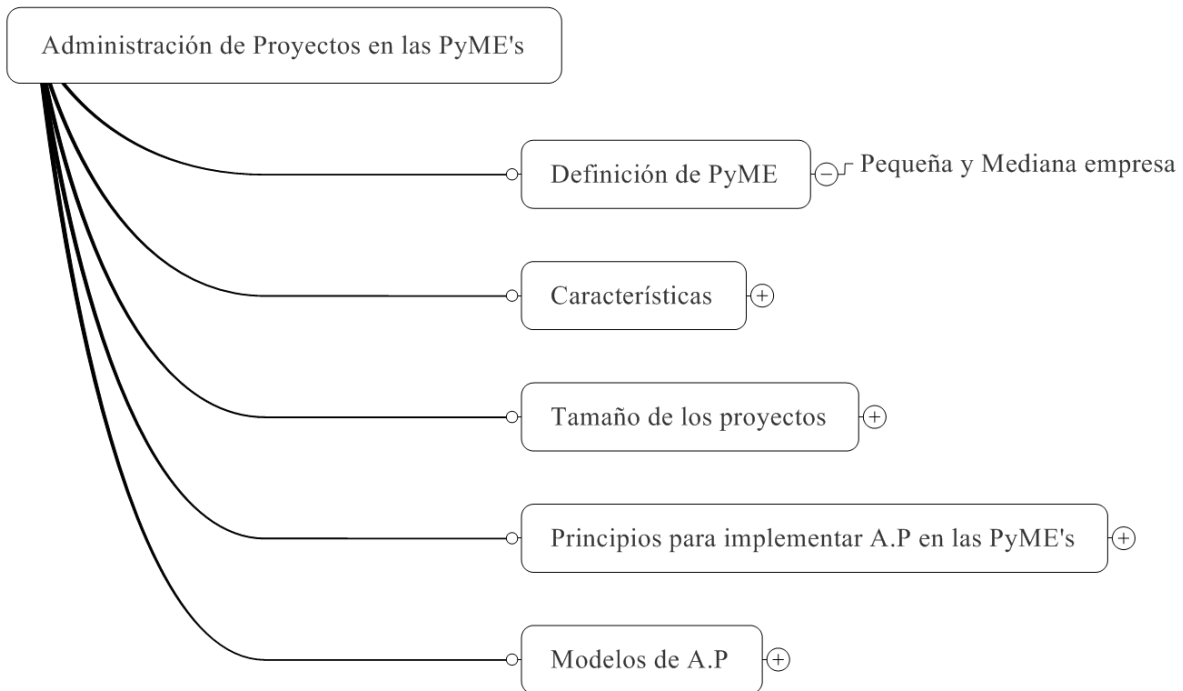 Administración de Proyectos en las PyME's
Definición de PyME
Pequeña y Mediana empresa
Características
Tamaño de los proyectos
Principios para implementar A.P en las PyME's
Modelos de A.P